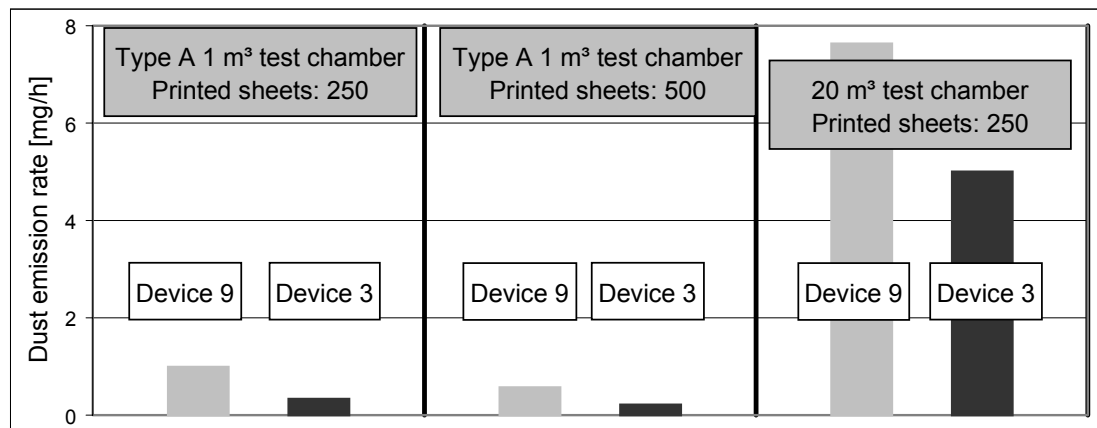 Dust emission rate [mg/h]
8
6
4
2
0
Type A 1 m³ test chamber
Printed sheets: 250
Device 9
Device 3
Type A 1 m³ test chamber
Printed sheets: 500
Device 9
Device 3
20 m³ test chamber
Printed sheets: 250
Device 9
Device 3